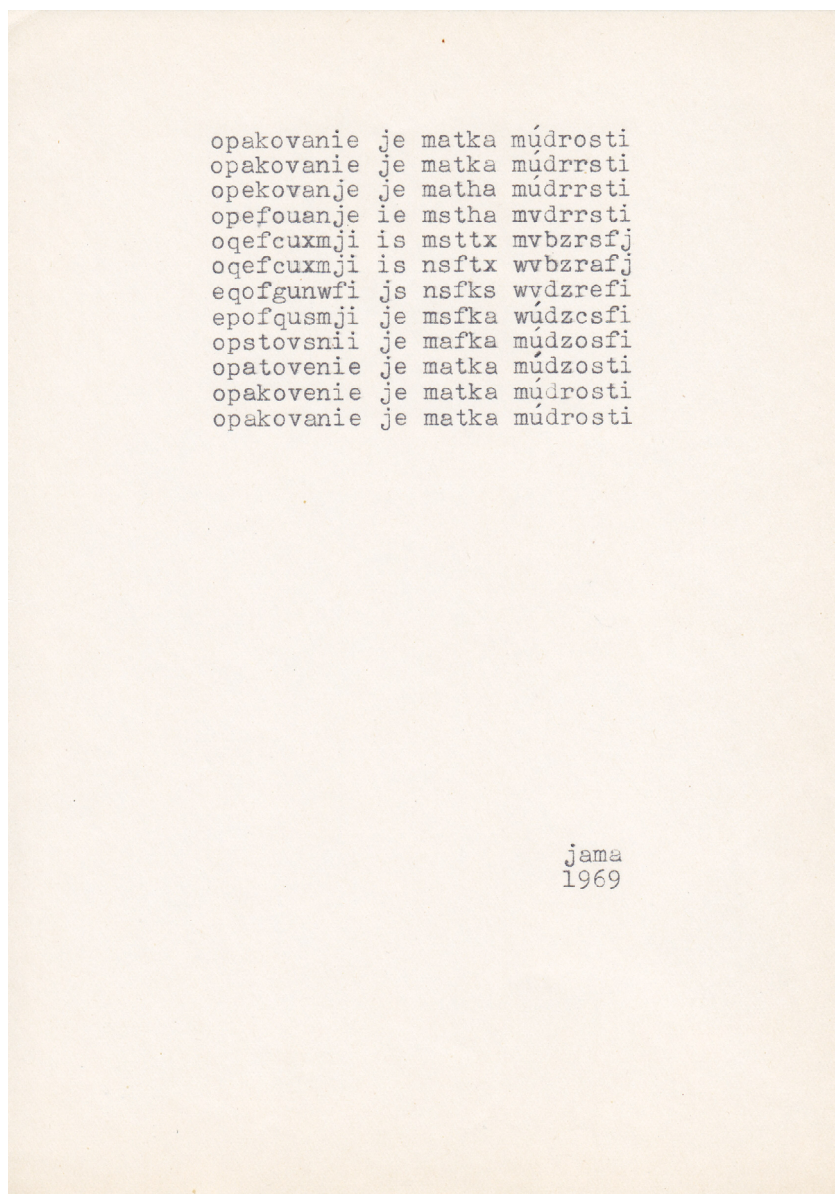 opakovanie je matka múdrosti
opakovanie je matka múdrrsti
opekovanje je matha múdrrsti
opefouanje ie mstha mvdrrsti
oqefcuxmji is msttx mvbzrsfj
oqefcuxmji is nsftx wvbzrafj
eqofgunwfi js nsfks wvdzrefi
epofqusmji je msfka wúdzcsfi
opstovsnii je mafka múdzosfi
opatovenie je matka múdzosti
opakovenie je matka múdrosti
opakovanie je matka múdrosti
jama
1969